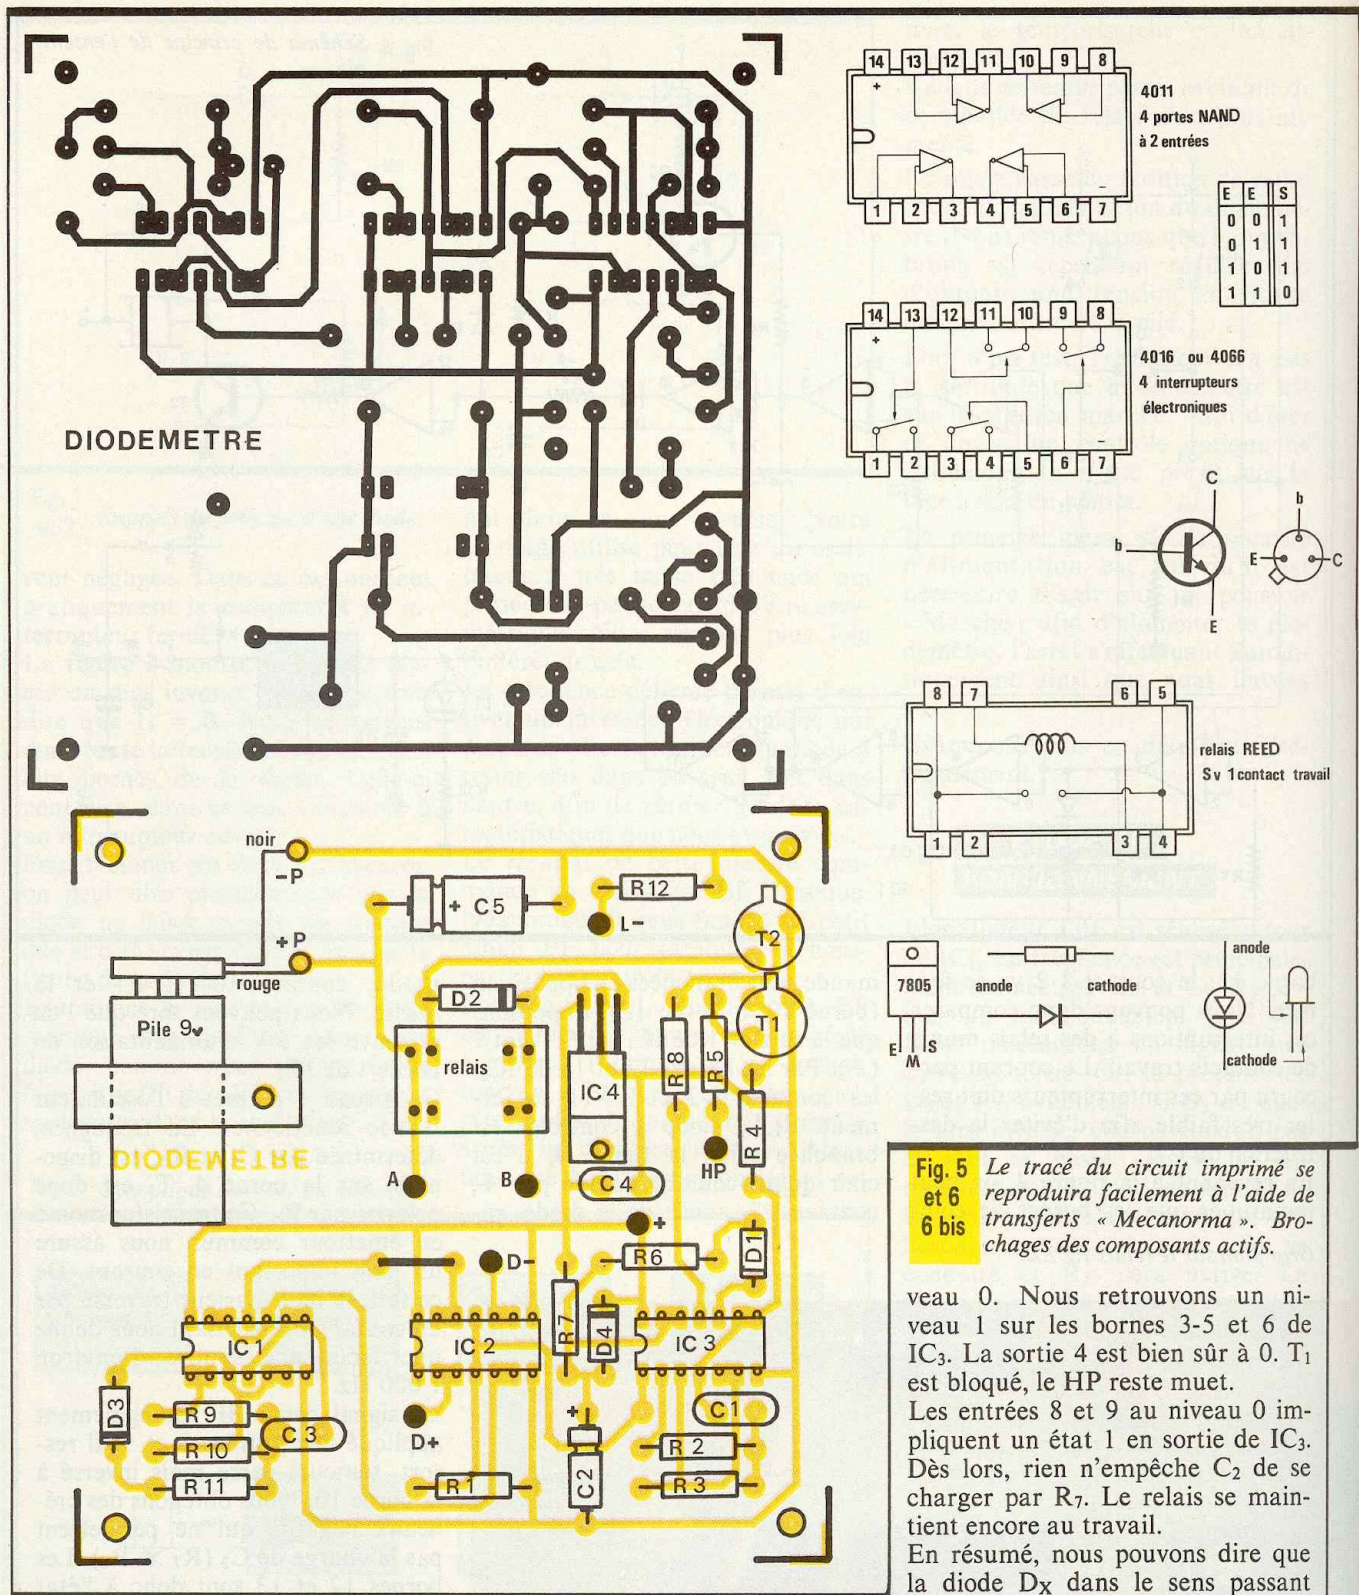 DIODEMETRE
14 13 12 11 10 9 8
+
1 2 3 4 5 6 7
4011
4 portes NAND
à 2 entrées
E E S
0 0 1
0 1 1
1 0 1
1 1 0
14 13 12 11 10 9 8
+
1 2 3 4 5 6 7
4016 ou 4066
4 interrupteurs
électroniques
C
b
E
b
E
C
8 7 6 5
1 2 3 4
relais REED
5v 1 contact travail
7805
E M S
anode
cathode
anode
cathode
noir
-P
+P
rouge
Pile 9v
DIODEMETRE
+ C5
R12
L-
T2
D2
T1
relais
IC 4
R8
R5
R4
HP
A
B
C4
+
D-
R6
D1
R7
D4
IC 1
IC 2
IC 3
D3
R9
R10
R11
C3
D+
R1
+
C2
C1
R2
R3
Fig. 5
et 6
6 bis
Le tracé du circuit imprimé se
reproduira facilement à l'aide de
transferts « Mecanorma ». Bro-
chages des composants actifs.
veau 0. Nous retrouvons un ni-
veau 1 sur les bornes 3-5 et 6 de
IC3. La sortie 4 est bien sûr à 0. T1
est bloqué, le HP reste muet.
Les entrées 8 et 9 au niveau 0 im-
pliquent un état 1 en sortie de IC3.
Dès lors, rien n'empêche C2 de se
charger par R7. Le relais se main-
tient encore au travail.
En résumé, nous pouvons dire que
la diode DX dans le sens passant